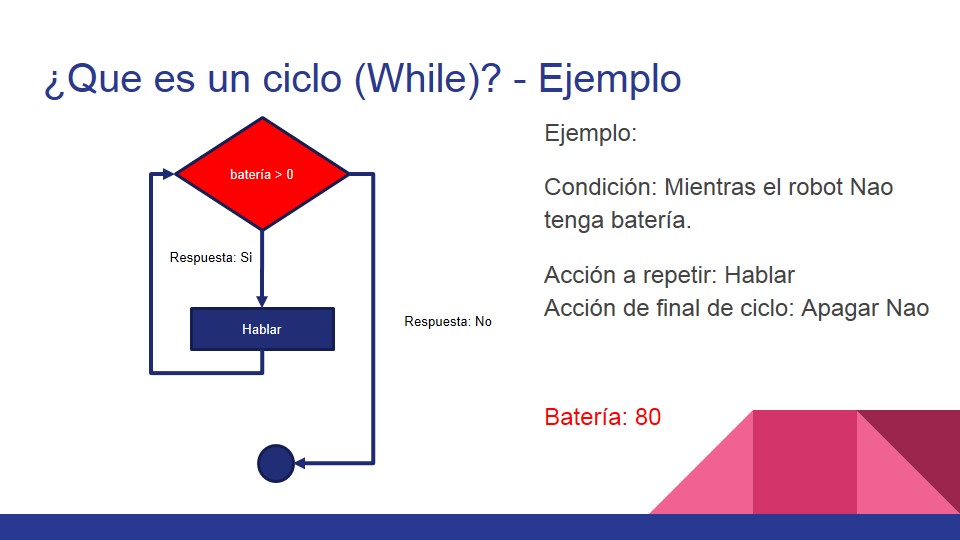 ¿Que es un ciclo (While)? - Ejemplo
batería > 0
Respuesta: Si
Hablar
Respuesta: No
Ejemplo:
Condición: Mientras el robot Nao
tenga batería.
Acción a repetir: Hablar
Acción de final de ciclo: Apagar Nao
Batería: 80